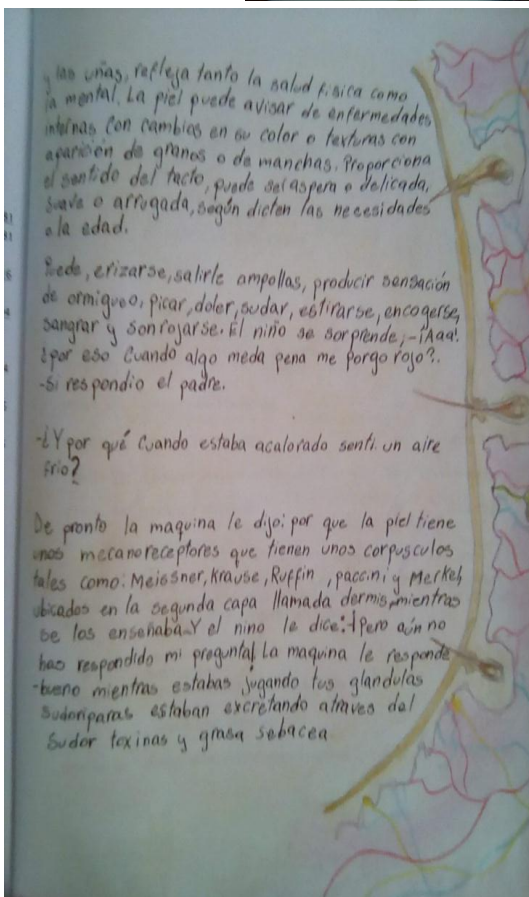 y las uñas, refleja tanto la salud fisica como
la mental. La piel puede avisar de enfermedades
internas con cambios en su color o texturas con
aparicion de granos o de manchas. Proporciona
el sentido del tacto, puede ser aspera o delicada,
suave o arrugada, según dicten las necesidades
o la edad.
Puede, erizarse, salirle ampollas, producir sensación
de ormigueo, picar, doler, sudar, estirarse, encogerse,
sangrar y sonrojarse. El niño se sorprende; -¡Aaa!
¿por eso cuando algo meda pena me porgo rojo?.
-Si respondio el padre.
-¿Y por qué cuando estaba acalorado senti un aire
frio?
De pronto la maquina le dijo: por que la piel tiene
unos mecanoreceptores que tienen unos corpusculos
tales como: Meissner, Krause, Ruffin, paccini y Merkel,
ubicados en la segunda capa llamada dermis, mientras
se los enseñaba. Y el nino le dice: ¡pero aún no
has respondido mi pregunta! La maquina le responde
-bueno mientras estabas jugando tus glandulas
sudoriparas estaban excretando atraves del
sudor toxinas y grasa sebacea